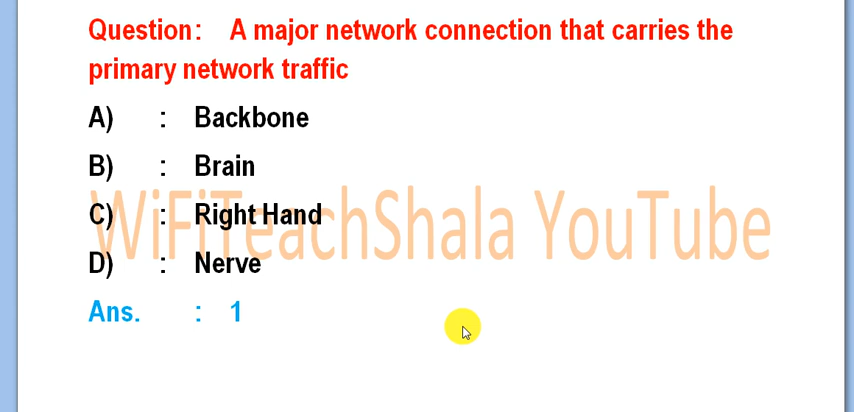 Question: A major network connection that carries the
primary network traffic
A) : Backbone
B) : Brain
C) : Right Hand
D) : Nerve
Ans. : 1
WiFiTeachShala YouTube